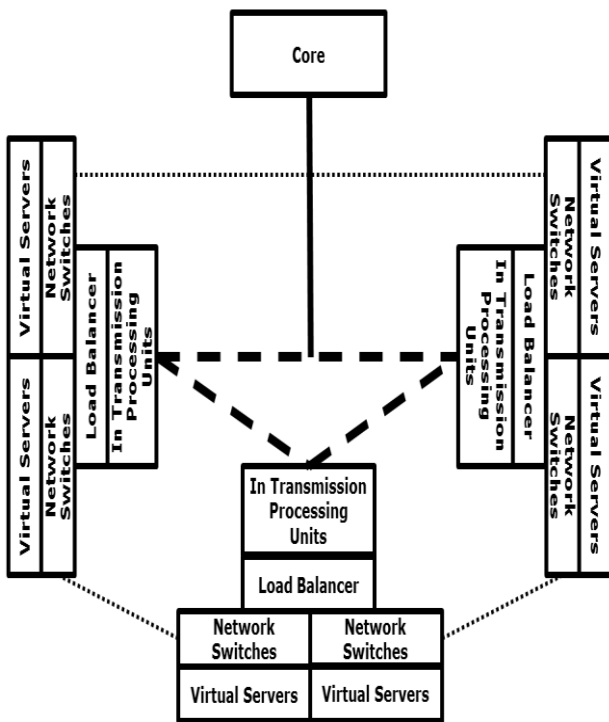 Core
Virtual Servers
Network
Switches
Virtual Servers
Network
Switches
Load Balancer
In Transmission
Processing
Units
In Transmission
Processing
Units
Load Balancer
Network
Switches
Virtual Servers
Network
Switches
Virtual Servers
In Transmission
Processing
Units
Load Balancer
Network
Switches
Network
Switches
Virtual Servers
Virtual Servers